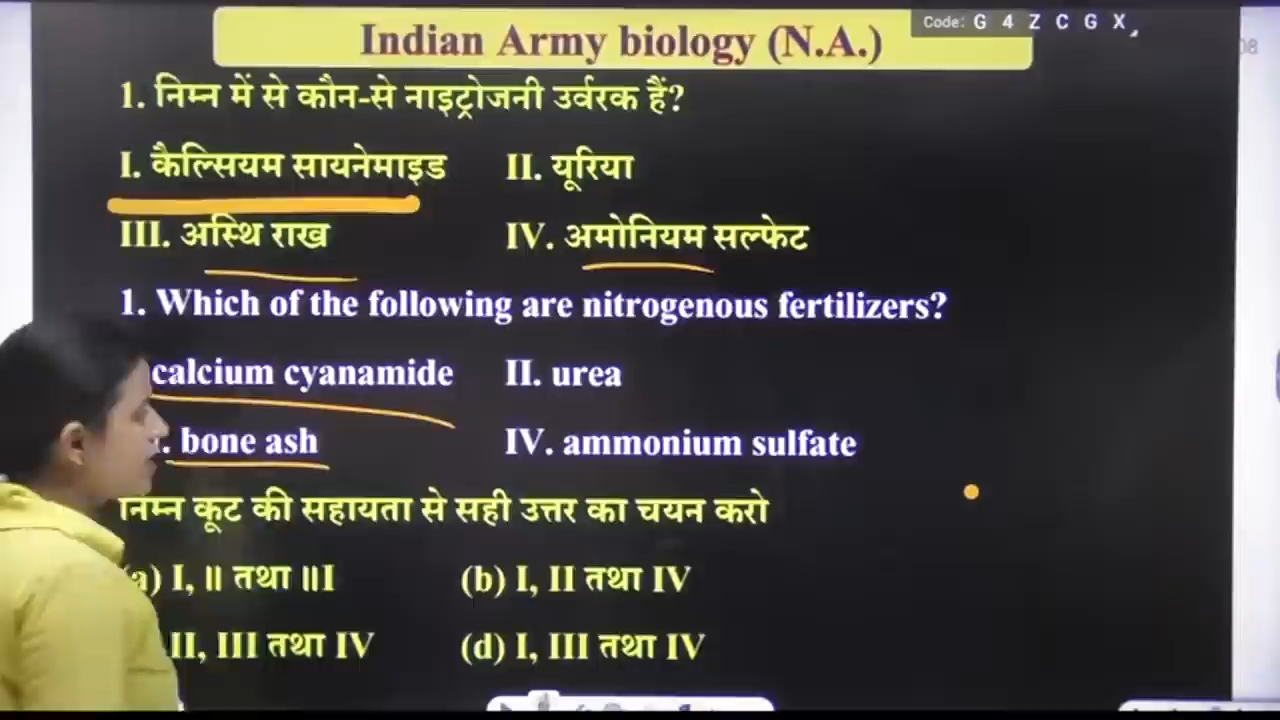 Indian Army biology (N.A.)
Code: G 4 Z C G X
08
1. निम्न में से कौन-से नाइट्रोजनी उर्वरक हैं?
I. कैल्सियम सायनेमाइड II. यूरिया
III. अस्थि राख IV. अमोनियम सल्फेट
1. Which of the following are nitrogenous fertilizers?
calcium cyanamide II. urea
. bone ash IV. ammonium sulfate
निम्न कूट की सहायता से सही उत्तर का चयन करो
a) I, II तथा III (b) I, II तथा IV
II, III तथा IV (d) I, III तथा IV